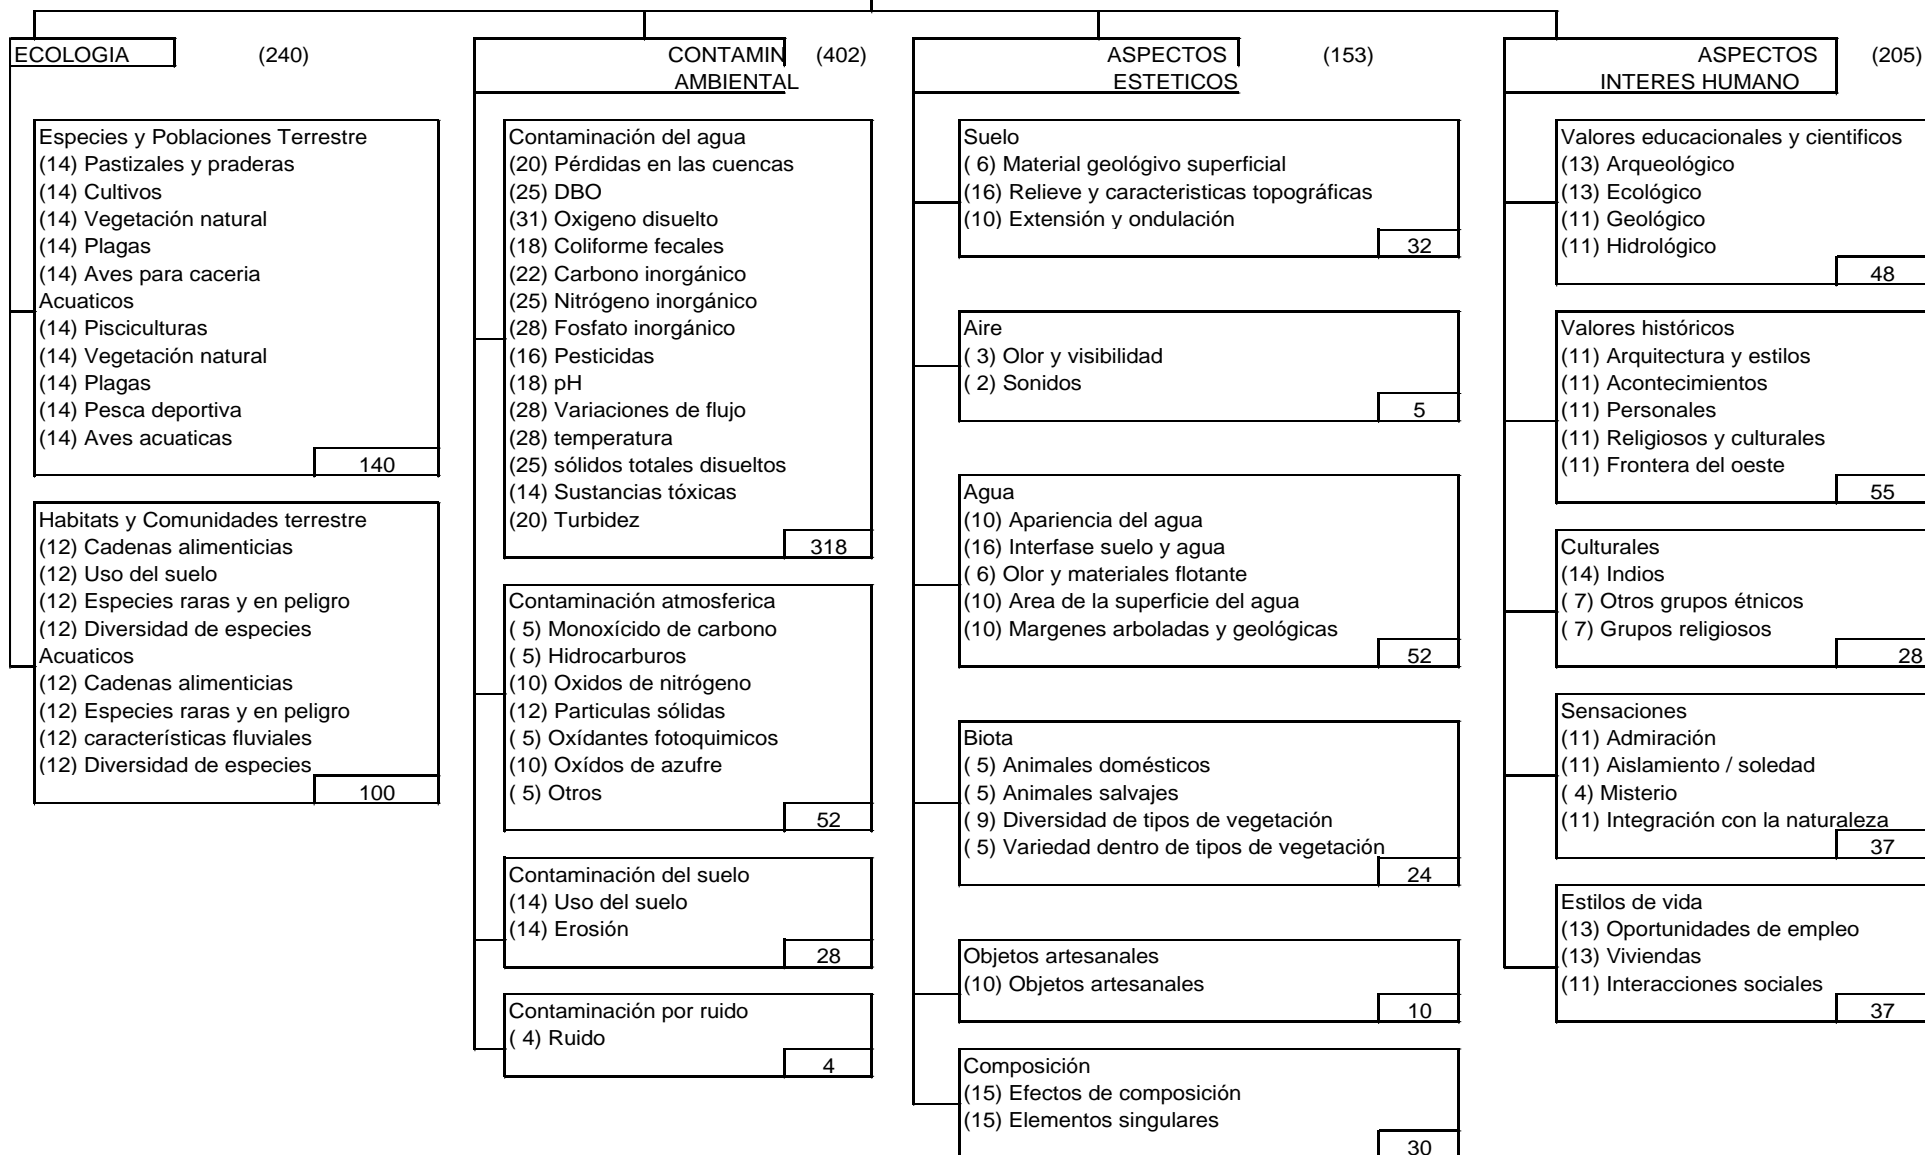 ECOLOGIA (240)
Especies y Poblaciones Terrestre
(14) Pastizales y praderas
(14) Cultivos
(14) Vegetación natural
(14) Plagas
(14) Aves para caceria
Acuaticos
(14) Pisciculturas
(14) Vegetación natural
(14) Plagas
(14) Pesca deportiva
(14) Aves acuaticas
140
Habitats y Comunidades terrestre
(12) Cadenas alimenticias
(12) Uso del suelo
(12) Especies raras y en peligro
(12) Diversidad de especies
Acuaticos
(12) Cadenas alimenticias
(12) Especies raras y en peligro
(12) características fluviales
(12) Diversidad de especies
100
CONTAMIN (402)
AMBIENTAL
Contaminación del agua
(20) Pérdidas en las cuencas
(25) DBO
(31) Oxigeno disuelto
(18) Coliforme fecales
(22) Carbono inorgánico
(25) Nitrógeno inorgánico
(28) Fosfato inorgánico
(16) Pesticidas
(18) pH
(28) Variaciones de flujo
(28) temperatura
(25) sólidos totales disueltos
(14) Sustancias tóxicas
(20) Turbidez
318
Contaminación atmosferica
( 5) Monoxícido de carbono
( 5) Hidrocarburos
(10) Oxidos de nitrógeno
(12) Particulas sólidas
( 5) Oxídantes fotoquimicos
(10) Oxídos de azufre
( 5) Otros
52
Contaminación del suelo
(14) Uso del suelo
(14) Erosión
28
Contaminación por ruido
( 4) Ruido
4
ASPECTOS (153)
ESTETICOS
Suelo
( 6) Material geológivo superficial
(16) Relieve y caracteristicas topográficas
(10) Extensión y ondulación
32
Aire
( 3) Olor y visibilidad
( 2) Sonidos
5
Agua
(10) Apariencia del agua
(16) Interfase suelo y agua
( 6) Olor y materiales flotante
(10) Area de la superficie del agua
(10) Margenes arboladas y geológicas
52
Biota
( 5) Animales domésticos
( 5) Animales salvajes
( 9) Diversidad de tipos de vegetación
( 5) Variedad dentro de tipos de vegetación
24
Objetos artesanales
(10) Objetos artesanales
10
Composición
(15) Efectos de composición
(15) Elementos singulares
30
ASPECTOS (205)
INTERES HUMANO
Valores educacionales y cientificos
(13) Arqueológico
(13) Ecológico
(11) Geológico
(11) Hidrológico
48
Valores históricos
(11) Arquitectura y estilos
(11) Acontecimientos
(11) Personales
(11) Religiosos y culturales
(11) Frontera del oeste
55
Culturales
(14) Indios
( 7) Otros grupos étnicos
( 7) Grupos religiosos
28
Sensaciones
(11) Admiración
(11) Aislamiento / soledad
( 4) Misterio
(11) Integración con la naturaleza
37
Estilos de vida
(13) Oportunidades de empleo
(13) Viviendas
(11) Interacciones sociales
37